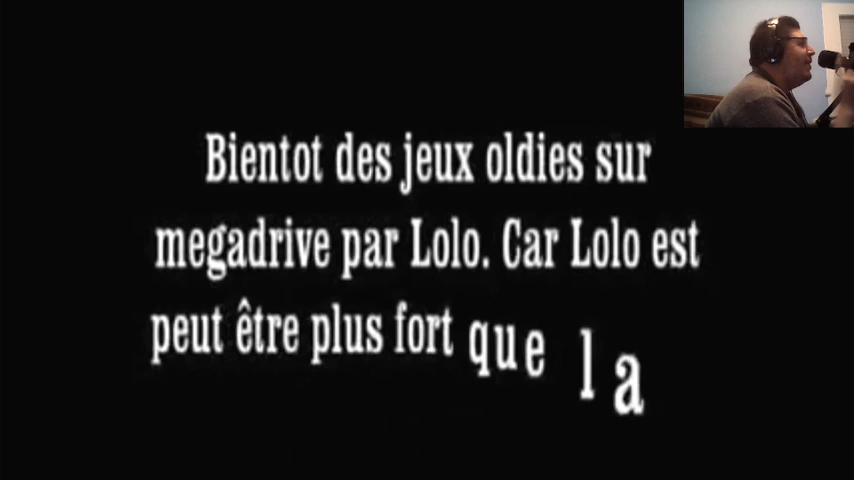 Bientot des jeux oldies sur
megadrive par Lolo. Car Lolo est
peut être plus fort que la